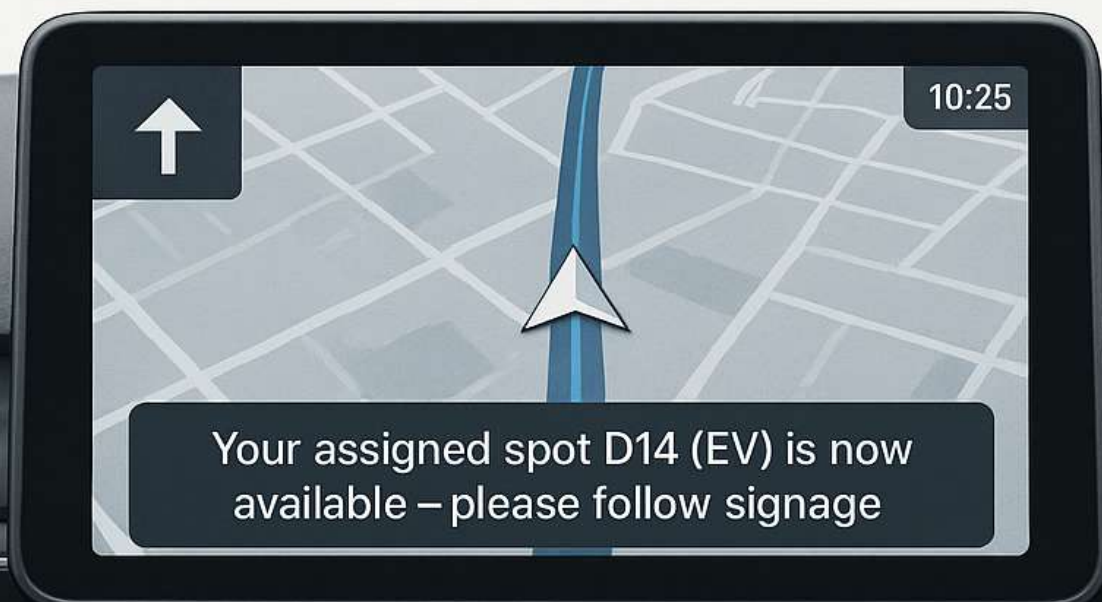 10:25
Your assigned spot D14 (EV) is now
available – please follow signage